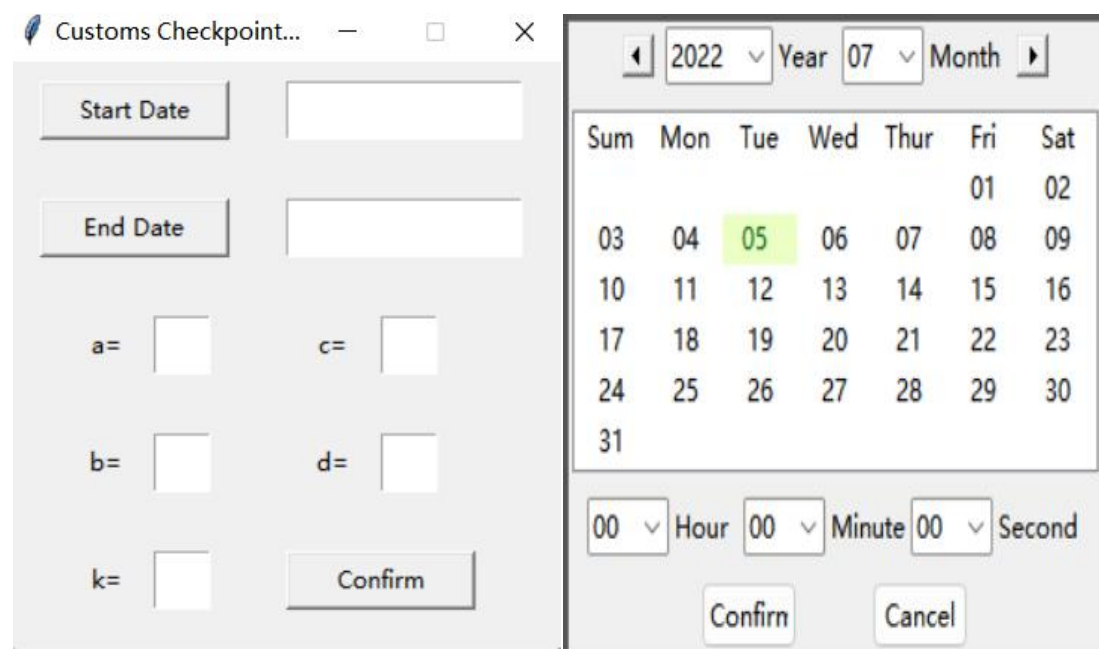 Customs Checkpoint...
Start Date
End Date
a= c=
b= d=
k= Confirm
2022 Year 07 Month
Sum Mon Tue Wed Thur Fri Sat
01 02
03 04 05 06 07 08 09
10 11 12 13 14 15 16
17 18 19 20 21 22 23
24 25 26 27 28 29 30
31
00 Hour 00 Minute 00 Second
Confirm Cancel